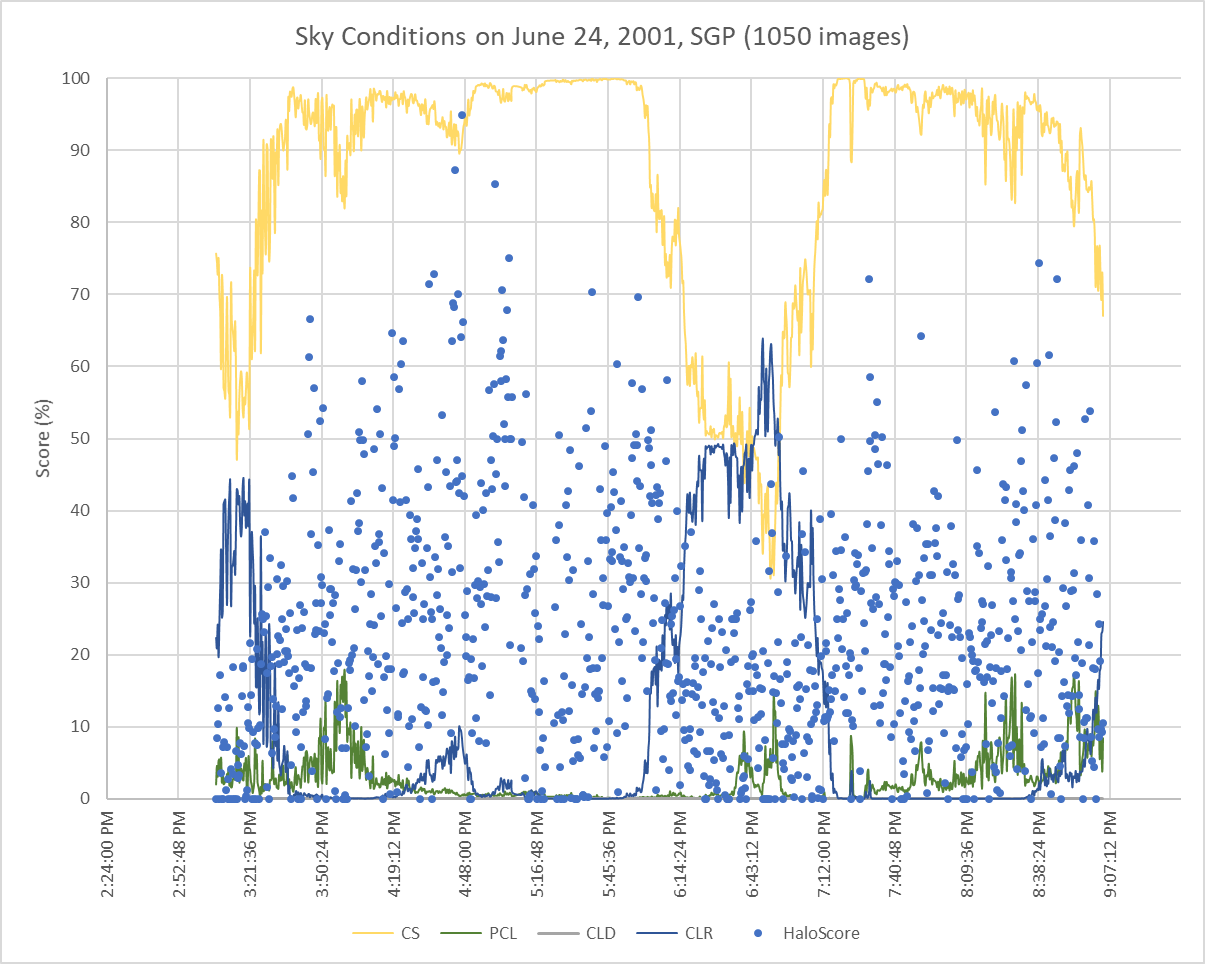 Sky Conditions on June 24, 2001, SGP (1050 images)
Score (%)
100
90
80
70
60
50
40
30
20
10
0
2:24:00 PM
2:52:48 PM
3:21:36 PM
3:50:24 PM
4:19:12 PM
4:48:00 PM
5:16:48 PM
5:45:36 PM
6:14:24 PM
6:43:12 PM
7:12:00 PM
7:40:48 PM
8:09:36 PM
8:38:24 PM
9:07:12 PM
CS PCL CLD CLR HaloScore